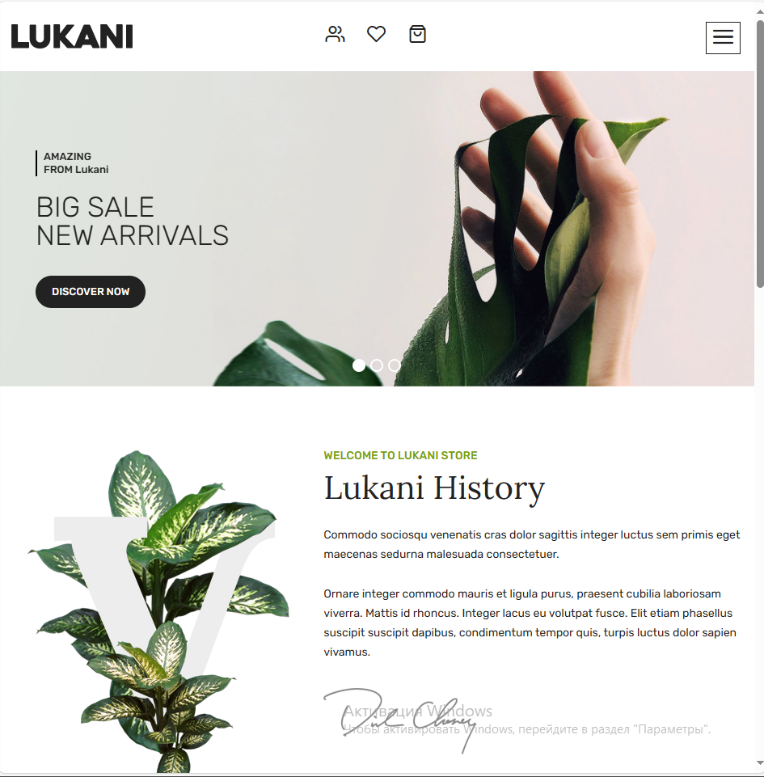 LUKANI
AMAZING
FROM Lukani
BIG SALE
NEW ARRIVALS
DISCOVER NOW
V
WELCOME TO LUKANI STORE
Lukani History
Commodo sociosqu venenatis cras dolor sagittis integer luctus sem primis eget
maecenas sedurna malesuada consectetuer.
Ornare integer commodo mauris et ligula purus, praesent cubilia laboriosam
viverra. Mattis id rhoncus. Integer lacus eu volutpat fusce. Elit etiam phasellus
suscipit suscipit dapibus, condimentum tempor quis, turpis luctus dolor sapien
vivamus.
Активация Windows
Чтобы активировать Windows, перейдите в раздел "Параметры".